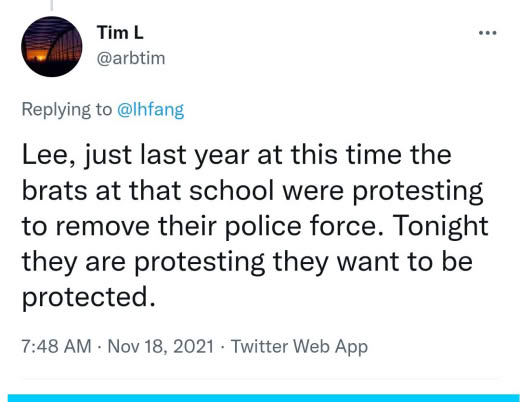 Tim L
@arbtim
Replying to @lhfang
Lee, just last year at this time the
brats at that school were protesting
to remove their police force. Tonight
they are protesting they want to be
protected.
7:48 AM · Nov 18, 2021 · Twitter Web App